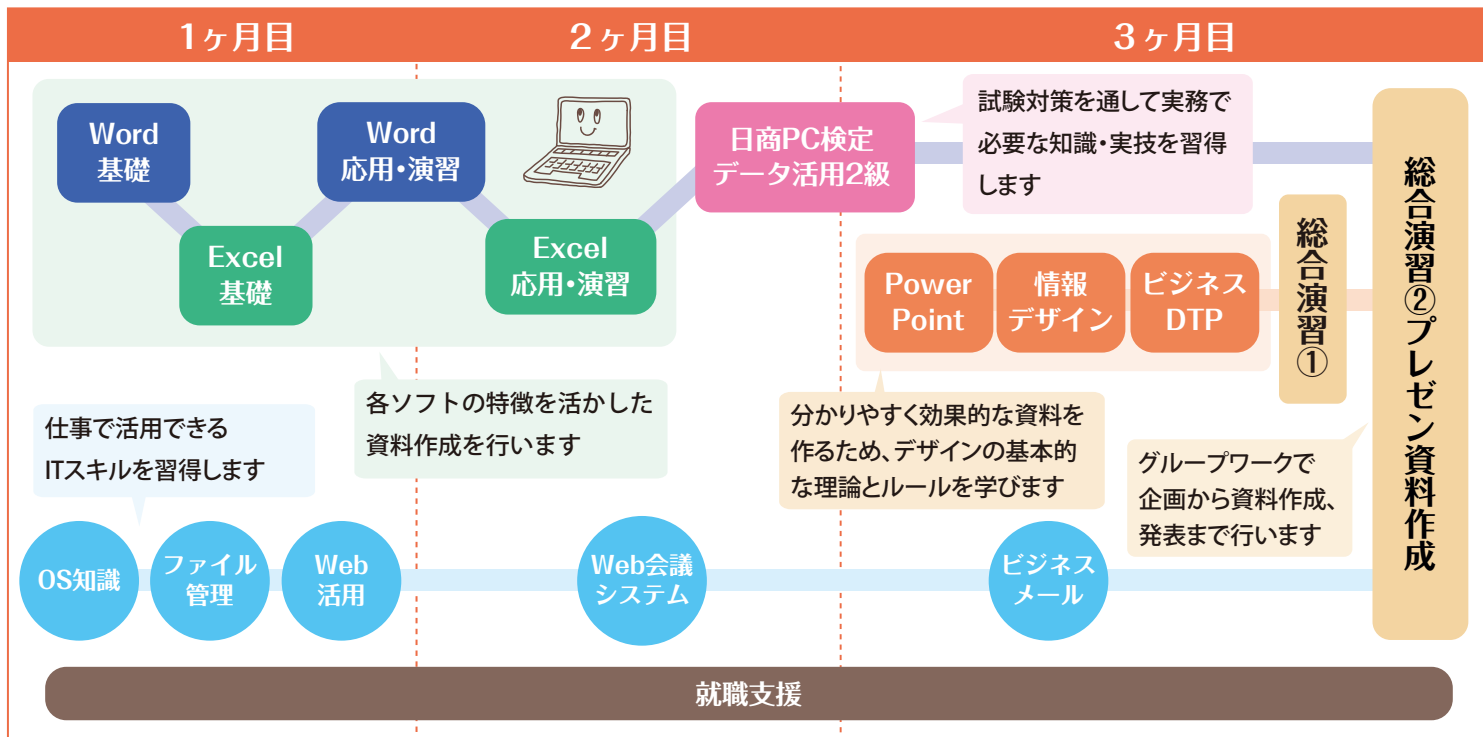 1ヶ月目
2ヶ月目
3ヶ月目
Word
基礎
Excel
基礎
Word
応用・演習
Excel
応用・演習
日商PC検定
データ活用2級
試験対策を通して実務で
必要な知識・実技を習得
します
Power
Point
情報
デザイン
ビジネス
DTP
総合演習①
総合演習②プレゼン資料作成
各ソフトの特徴を活かした
資料作成を行います
分かりやすく効果的な資料を
作るため、デザインの基本的
な理論とルールを学びます
グループワークで
企画から資料作成、
発表まで行います
仕事で活用できる
ITスキルを習得します
OS知識
ファイル
管理
Web
活用
Web会議
システム
ビジネス
メール
就職支援